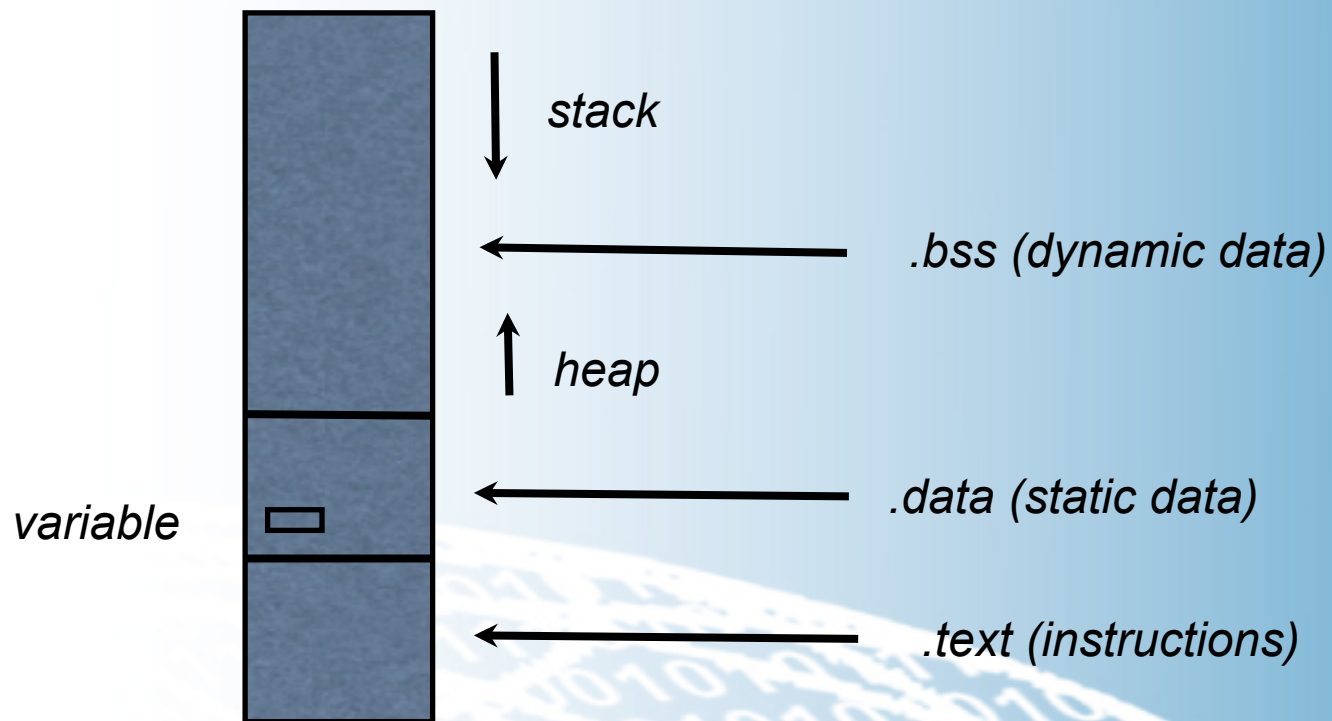 stack
.bss (dynamic data)
heap
.data (static data)
variable
.text (instructions)